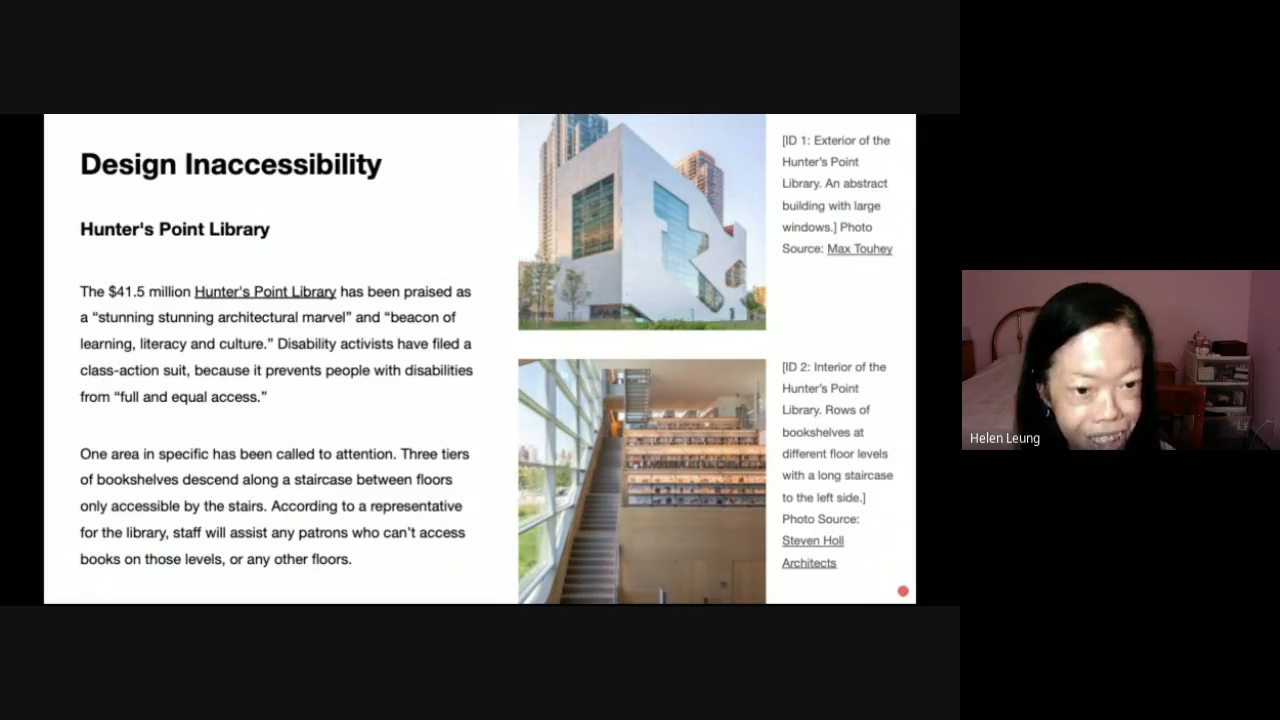 Design Inaccessibility
Hunter's Point Library
The $41.5 million Hunter's Point Library has been praised as
a “stunning stunning architectural marvel” and “beacon of
learning, literacy and culture.” Disability activists have filed a
class-action suit, because it prevents people with disabilities
from “full and equal access.”
One area in specific has been called to attention. Three tiers
of bookshelves descend along a staircase between floors
only accessible by the stairs. According to a representative
for the library, staff will assist any patrons who can’t access
books on those levels, or any other floors.
[ID 1: Exterior of the
Hunter's Point
Library. An abstract
building with large
windows.] Photo
Source: Max Touhey
[ID 2: Interior of the
Hunter's Point
Library. Rows of
bookshelves at
different floor levels
with a long staircase
to the left side.]
Photo Source:
Steven Holl
Architects
Helen Leung